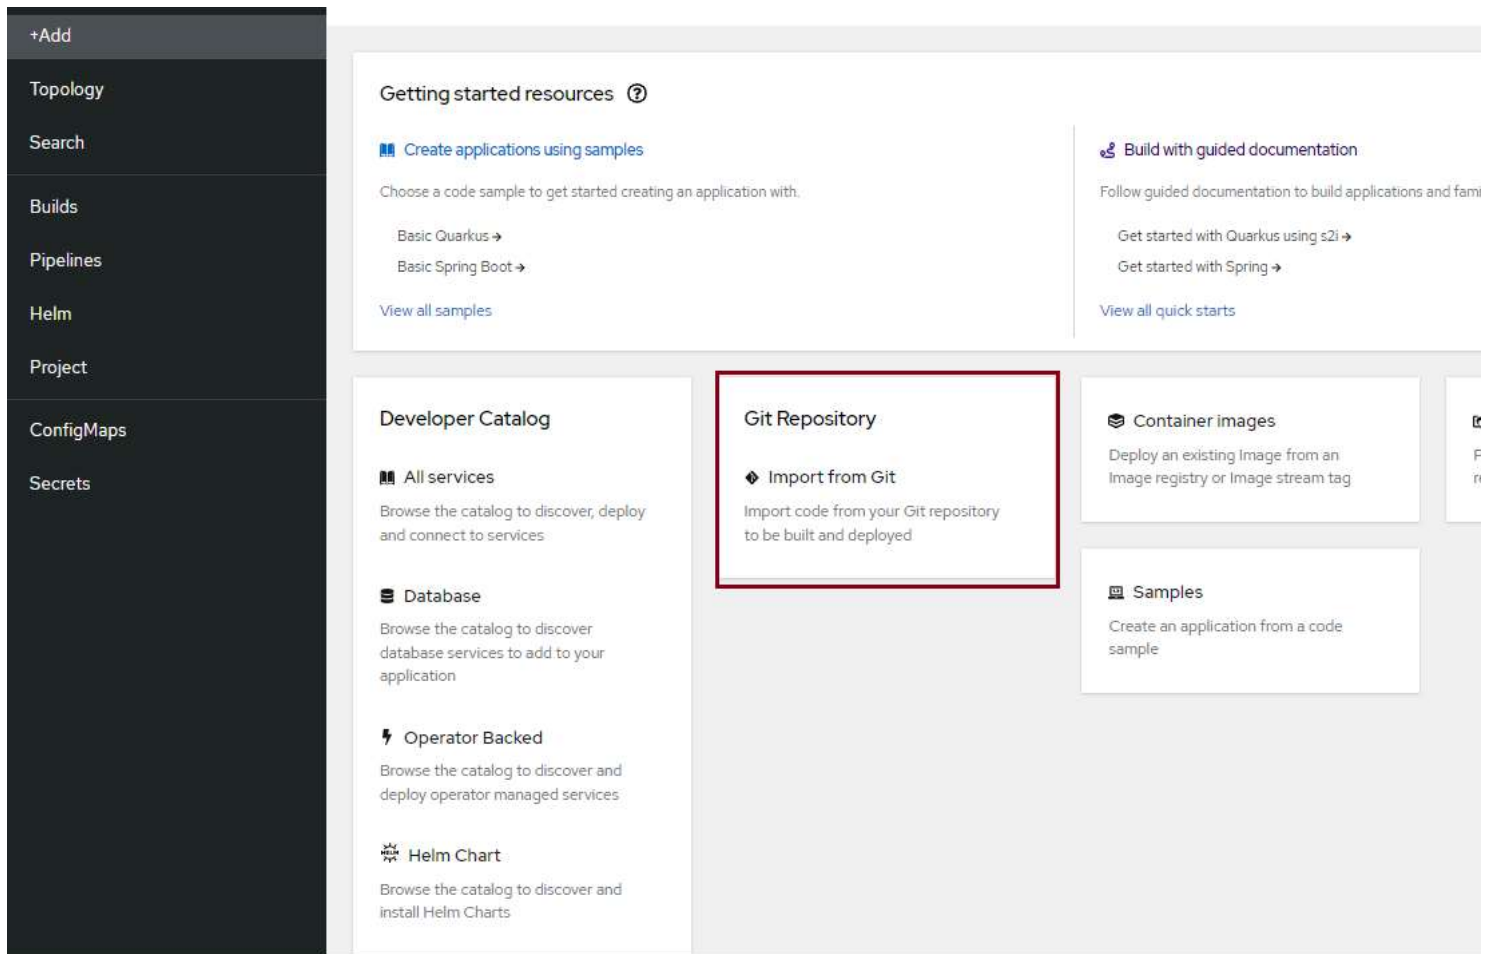 +Add
Topology
Search
Builds
Pipelines
Helm
Project
ConfigMaps
Secrets
Getting started resources
Create applications using samples
Choose a code sample to get started creating an application with.
Basic Quarkus →
Basic Spring Boot →
View all samples
Build with guided documentation
Follow guided documentation to build applications and fami
Get started with Quarkus using s2i →
Get started with Spring →
View all quick starts
Developer Catalog
All services
Browse the catalog to discover, deploy
and connect to services
Database
Browse the catalog to discover
database services to add to your
application
Operator Backed
Browse the catalog to discover and
deploy operator managed services
HELM
Helm Chart
Browse the catalog to discover and
install Helm Charts
Git Repository
Import from Git
Import code from your Git repository
to be built and deployed
Container images
Deploy an existing Image from an
Image registry or Image stream tag
Samples
Create an application from a code
sample